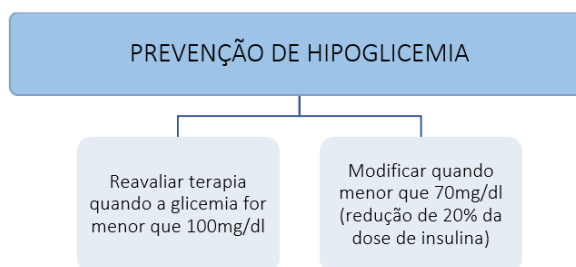 PREVENÇÃO DE HIPOGLICEMIA
Reavaliar terapia
quando a glicemia for
menor que 100mg/dl
Modificar quando
menor que 70mg/dl
(redução de 20% da
dose de insulina)